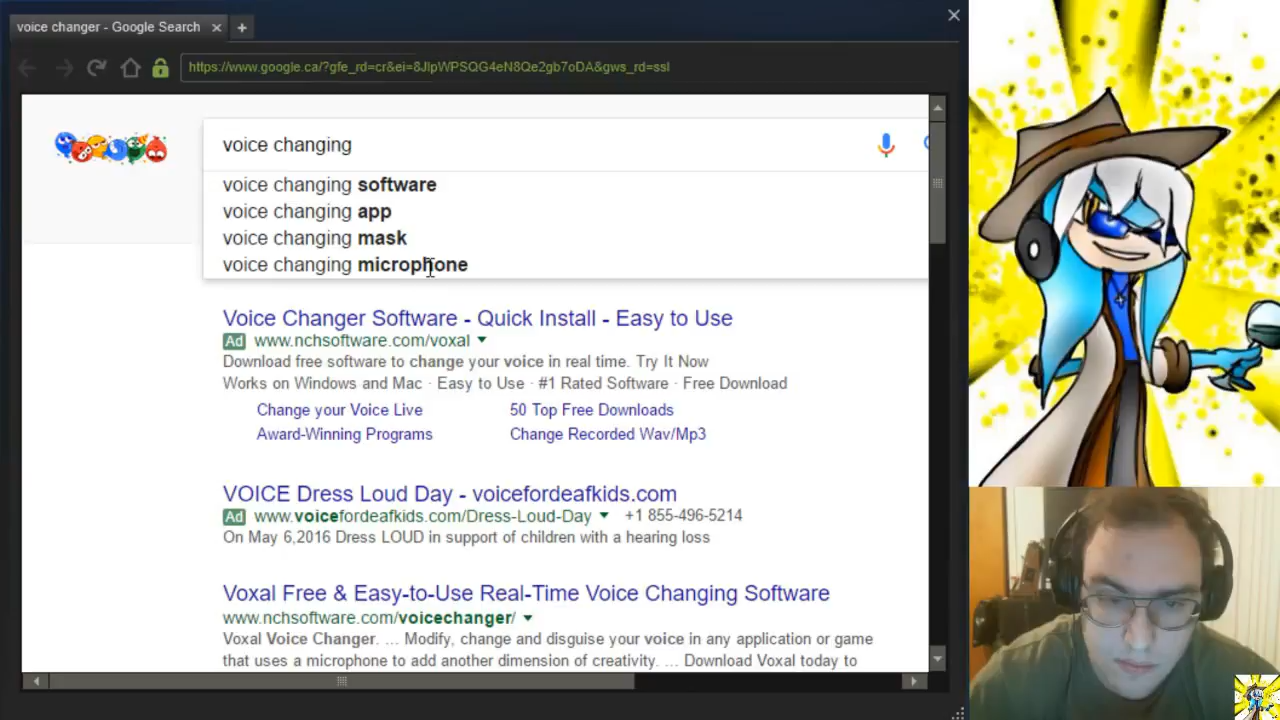 voice changer - Google Search
https://www.google.ca/?gfe_rd=cr&ei=8JlpWPSQG4eN8Qe2gb7oDA&gws_rd=ssl
voice changing
voice changing software
voice changing app
voice changing mask
voice changing microphone
Voice Changer Software - Quick Install - Easy to Use
Ad www.nchsoftware.com/voxal
Download free software to change your voice in real time. Try It Now
Works on Windows and Mac · Easy to Use · #1 Rated Software · Free Download
Change your Voice Live 50 Top Free Downloads
Award-Winning Programs Change Recorded Wav/Mp3
VOICE Dress Loud Day - voicefordeafkids.com
Ad www.voicefordeafkids.com/Dress-Loud-Day +1 855-496-5214
On May 6,2016 Dress LOUD in support of children with a hearing loss
Voxal Free & Easy-to-Use Real-Time Voice Changing Software
www.nchsoftware.com/voicechanger/
Voxal Voice Changer. ... Modify, change and disguise your voice in any application or game
that uses a microphone to add another dimension of creativity. ... Download Voxal today to